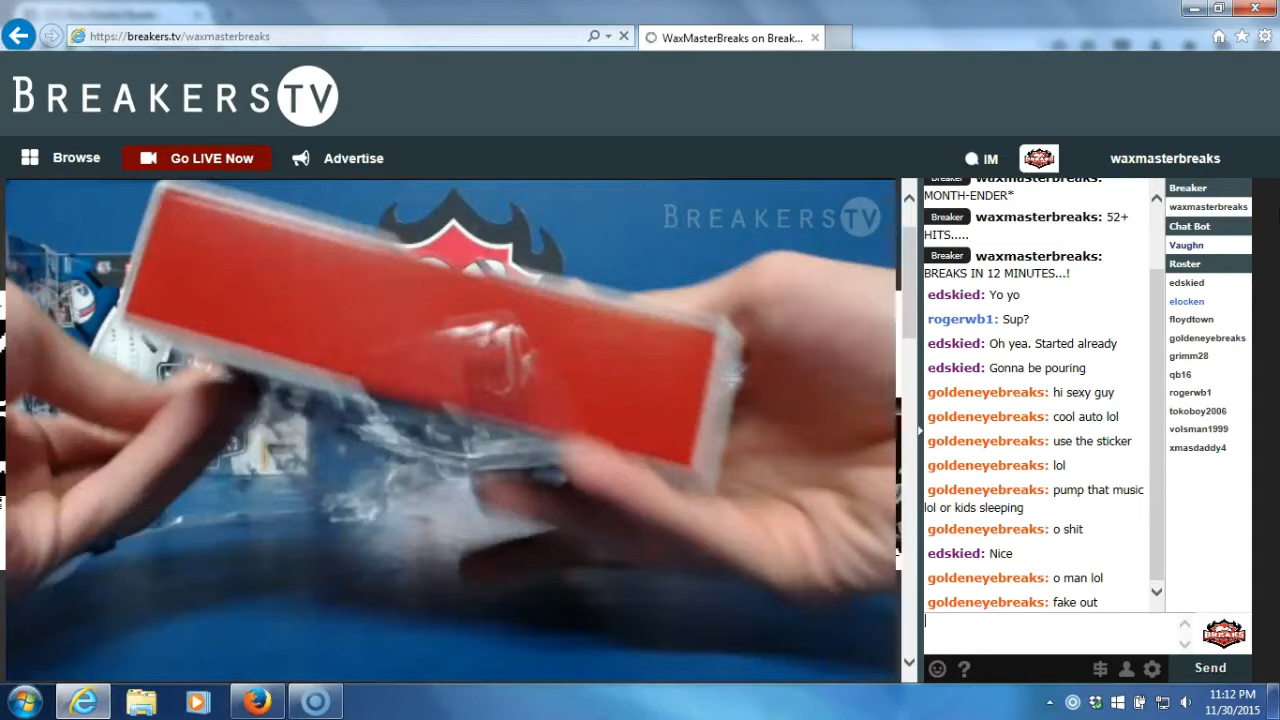 https://breakers.tv/waxmasterbreaks
WaxMasterBreaks on Break...
BREAKERSTV
Browse
Go LIVE Now
Advertise
IM
waxmasterbreaks
BREAKERSTV
Breaker waxmasterbreaks:
MONTH-ENDER*
Breaker waxmasterbreaks: 52+
HITS.....
Breaker waxmasterbreaks:
BREAKS IN 12 MINUTES...!
edskied: Yo yo
rogerwb1: Sup?
edskied: Oh yea. Started already
edskied: Gonna be pouring
goldeneyebreaks: hi sexy guy
goldeneyebreaks: cool auto lol
goldeneyebreaks: use the sticker
goldeneyebreaks: lol
goldeneyebreaks: pump that music
lol or kids sleeping
goldeneyebreaks: o shit
edskied: Nice
goldeneyebreaks: o man lol
goldeneyebreaks: fake out
Breaker
waxmasterbreaks
Chat Bot
Vaughn
Roster
edskied
elocken
floydtown
goldeneyebreaks
grimm28
qb16
rogerwb1
tokoboy2006
volsman1999
xmasdaddy4
BREAKS
?
Send
11:12 PM
11/30/2015